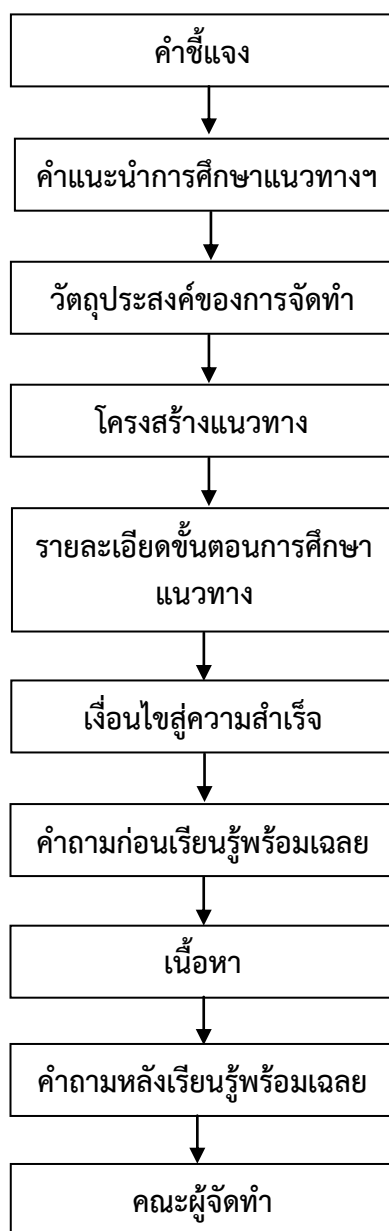 คำชี้แจง
คำแนะนำการศึกษาแนวทางฯ
วัตถุประสงค์ของการจัดทำ
โครงสร้างแนวทาง
รายละเอียดขั้นตอนการศึกษา
แนวทาง
เงื่อนไขสู่ความสำเร็จ
คำถามก่อนเรียนรู้พร้อมเฉลย
เนื้อหา
คำถามหลังเรียนรู้พร้อมเฉลย
คณะผู้จัดทำ